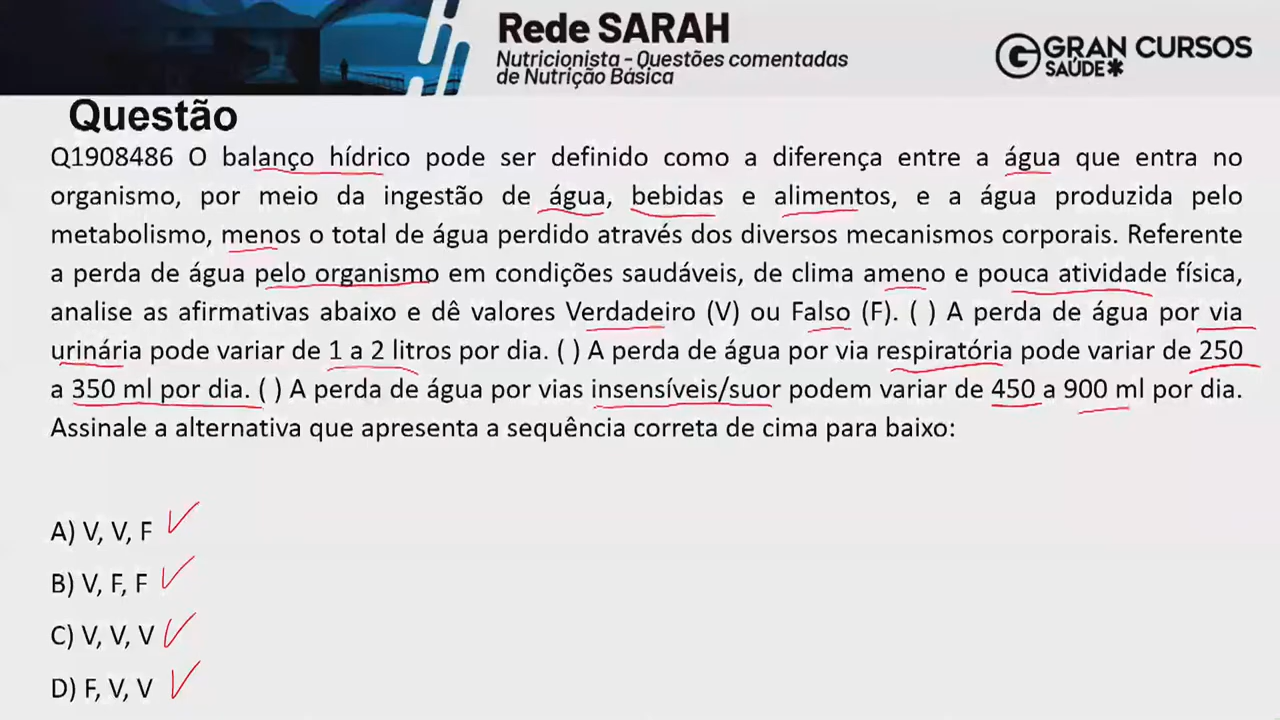 Rede SARAH
Nutricionista - Questões comentadas
de Nutrição Básica
GRAN CURSOS
SAÚDE
Questão
Q1908486 O balanço hídrico pode ser definido como a diferença entre a água que entra no
organismo, por meio da ingestão de água, bebidas e alimentos, e a água produzida pelo
metabolismo, menos o total de água perdido através dos diversos mecanismos corporais. Referente
a perda de água pelo organismo em condições saudáveis, de clima ameno e pouca atividade física,
analise as afirmativas abaixo e dê valores Verdadeiro (V) ou Falso (F). ( ) A perda de água por via
urinária pode variar de 1 a 2 litros por dia. ( ) A perda de água por via respiratória pode variar de 250
a 350 ml por dia. ( ) A perda de água por vias insensíveis/suor podem variar de 450 a 900 ml por dia.
Assinale a alternativa que apresenta a sequência correta de cima para baixo:
A) V, V, F
B) V, F, F
C) V, V, V
D) F, V, V